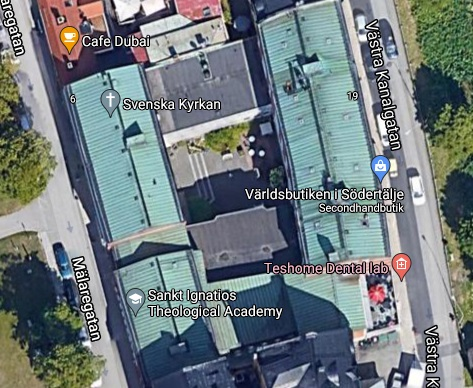 Mälaregatan
Västra Kanalgatan
Cafe Dubai
6
Svenska Kyrkan
19
Världsbutiken i Södertälje
Secondhandbutik
Teshome Dental lab
Mälaregatan
Sankt Ignatios
Theological Academy
Västra K